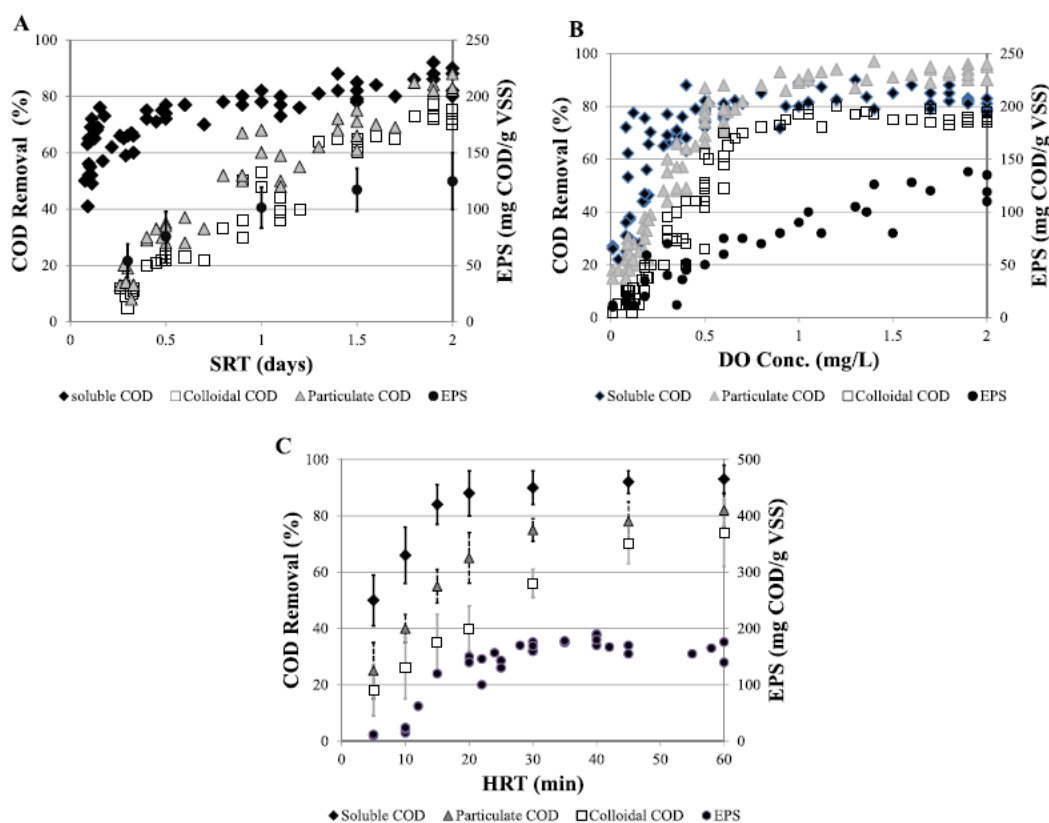 A
B
100
80
60
40
20
0
COD Removal (%)
250
200
150
100
50
0
EPS (mg COD/g VSS)
0
0.5
1
1.5
2
SRT (days)
soluble COD
Colloidal COD
Particulate COD
EPS
100
80
60
40
20
0
COD Removal (%)
250
200
150
100
50
0
EPS (mg COD/g VSS)
0
0.5
1
1.5
2
DO Conc. (mg/L)
Soluble COD
Particulate COD
Colloidal COD
EPS
C
100
80
60
40
20
0
COD Removal (%)
500
400
300
200
100
0
EPS (mg COD/g VSS)
0
10
20
30
40
50
60
HRT (min)
Soluble COD
Particulate COD
Colloidal COD
EPS